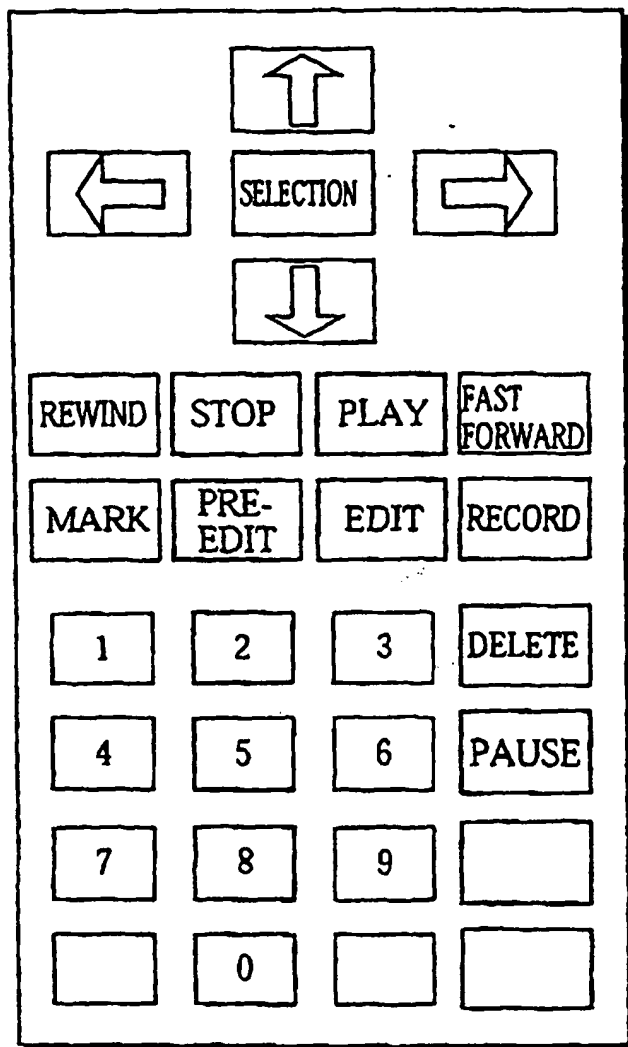 SELECTION
REWIND STOP PLAY FAST FORWARD
MARK PRE-EDIT EDIT RECORD
1 2 3 DELETE
4 5 6 PAUSE
7 8 9
0